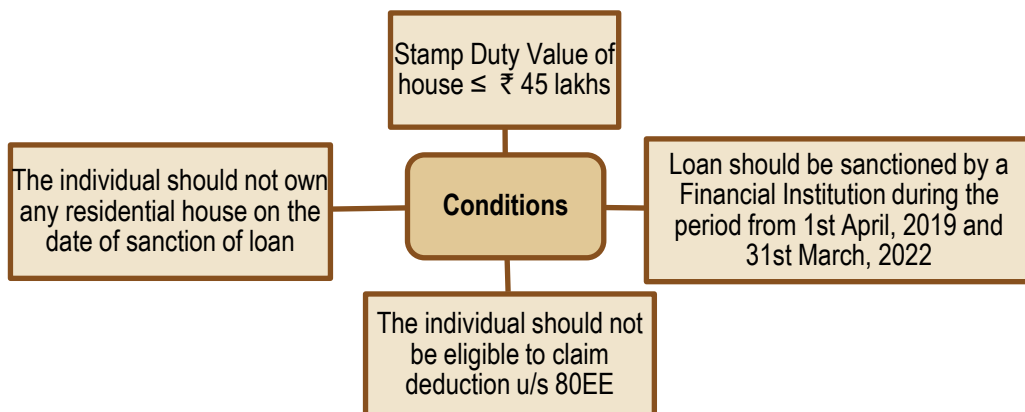 Stamp Duty Value of
house ≤ ₹ 45 lakhs
The individual should not own
any residential house on the
date of sanction of loan
Conditions
Loan should be sanctioned by a
Financial Institution during the
period from 1st April, 2019 and
31st March, 2022
The individual should not
be eligible to claim
deduction u/s 80EE